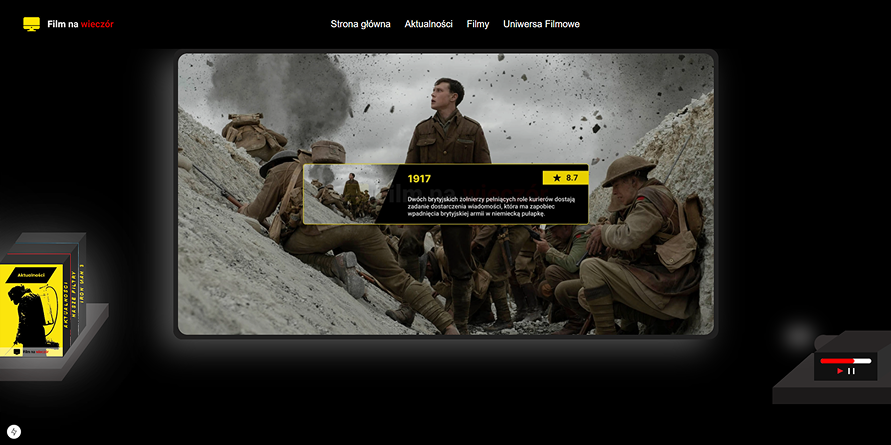 Film na wieczór
Strona główna Aktualności Filmy Uniwersa Filmowe
1917
8.7
Dwóch brytyjskich żołnierzy pełniących role kurierów dostają
zadanie dostarczenia wiadomości, która ma zapobiec
wpadnięcia brytyjskiej armii w niemiecką pułapkę.
Aktualności
AKTUALNOŚCI
NASZE FILMY
IRON MAN 3
Film na wieczór